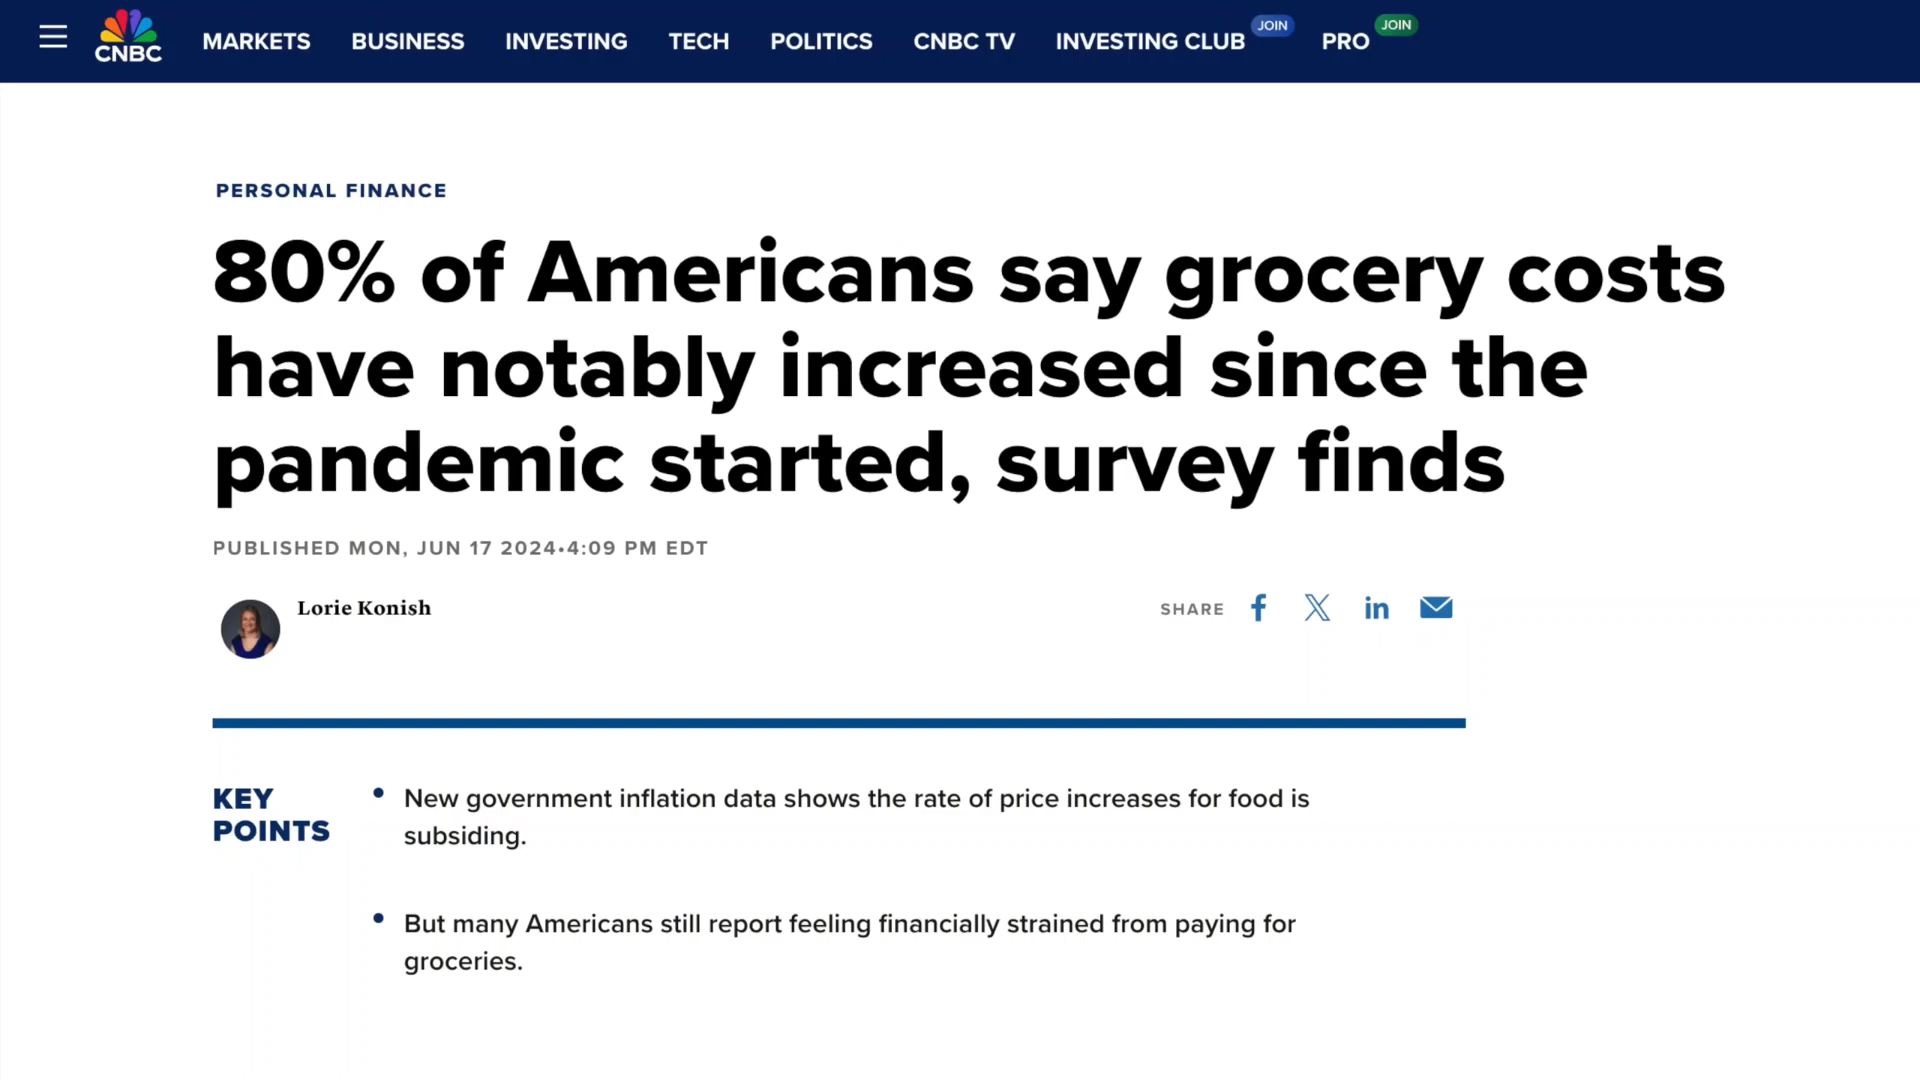 CNBC
MARKETS BUSINESS INVESTING TECH POLITICS CNBC TV INVESTING CLUB JOIN PRO JOIN
PERSONAL FINANCE
80% of Americans say grocery costs
have notably increased since the
pandemic started, survey finds
PUBLISHED MON, JUN 17 2024•4:09 PM EDT
Lorie Konish
SHARE
KEY
POINTS
• New government inflation data shows the rate of price increases for food is
subsiding.
• But many Americans still report feeling financially strained from paying for
groceries.